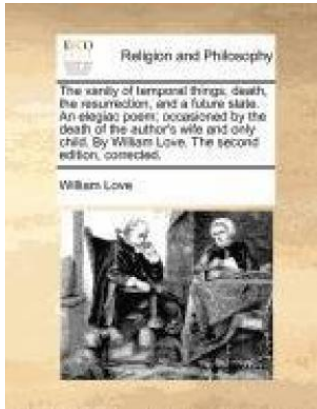 ECCO
Religion and Philosophy
The vanity of temporal things, death,
the resurrection, and a future state.
An elegiac poem; occasioned by the
death of the author's wife and only
child. By William Love. The second
edition, corrected.
William Love